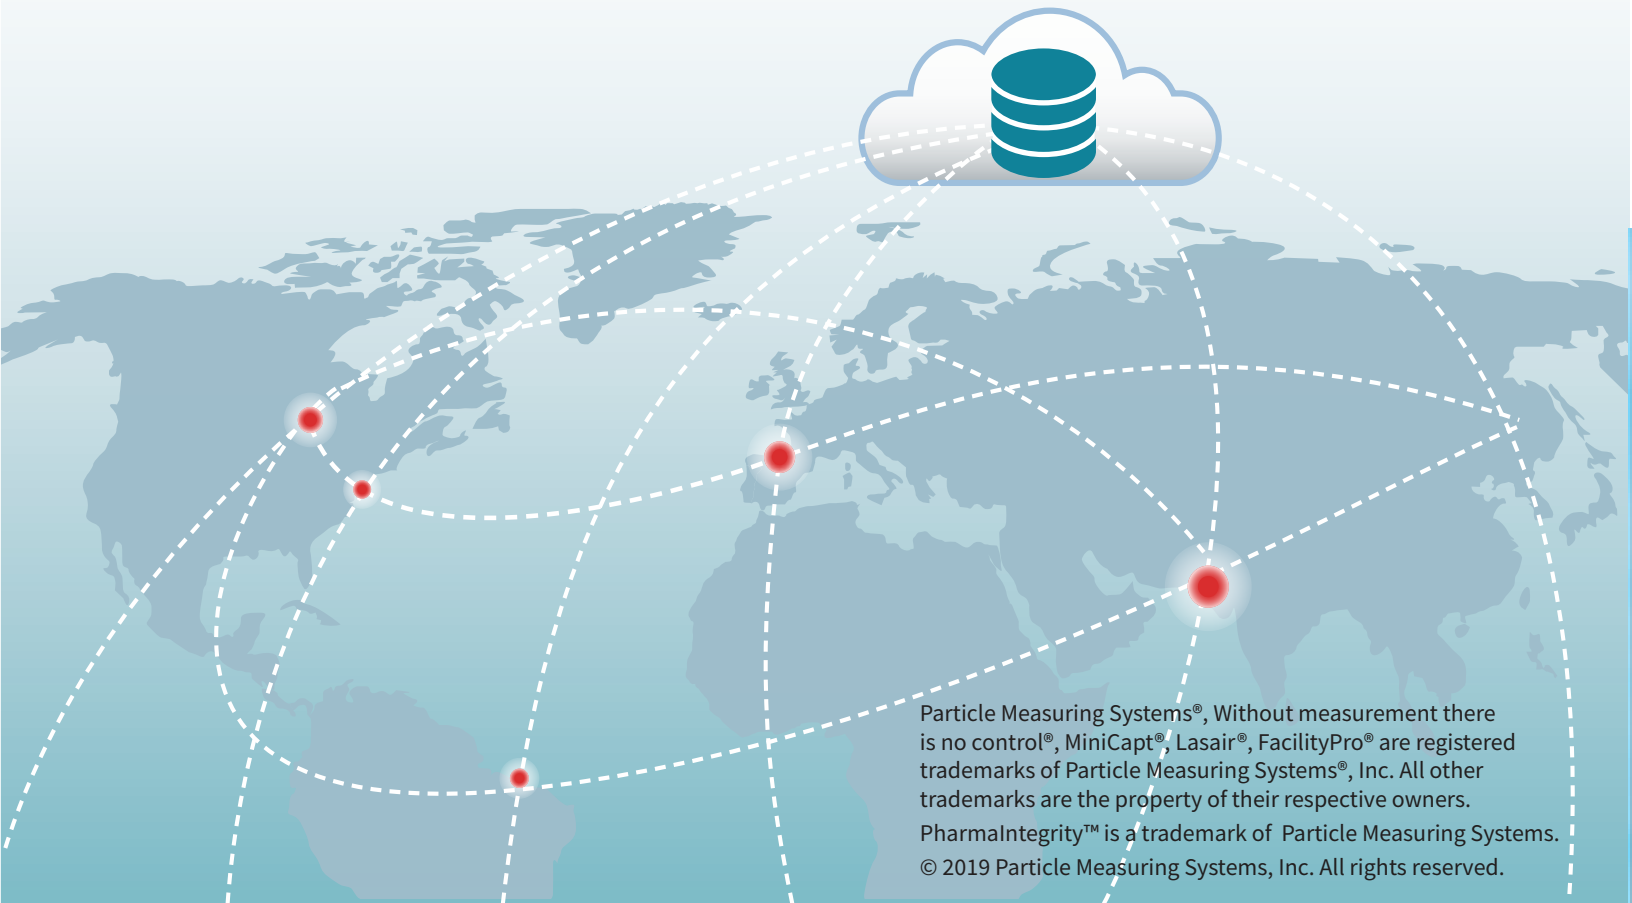 Particle Measuring Systems®, Without measurement there
is no control®, MiniCapt®, Lasair®, FacilityPro® are registered
trademarks of Particle Measuring Systems®, Inc. All other
trademarks are the property of their respective owners.
PharmaIntegrity™ is a trademark of  Particle Measuring Systems.
© 2019 Particle Measuring Systems, Inc. All rights reserved.